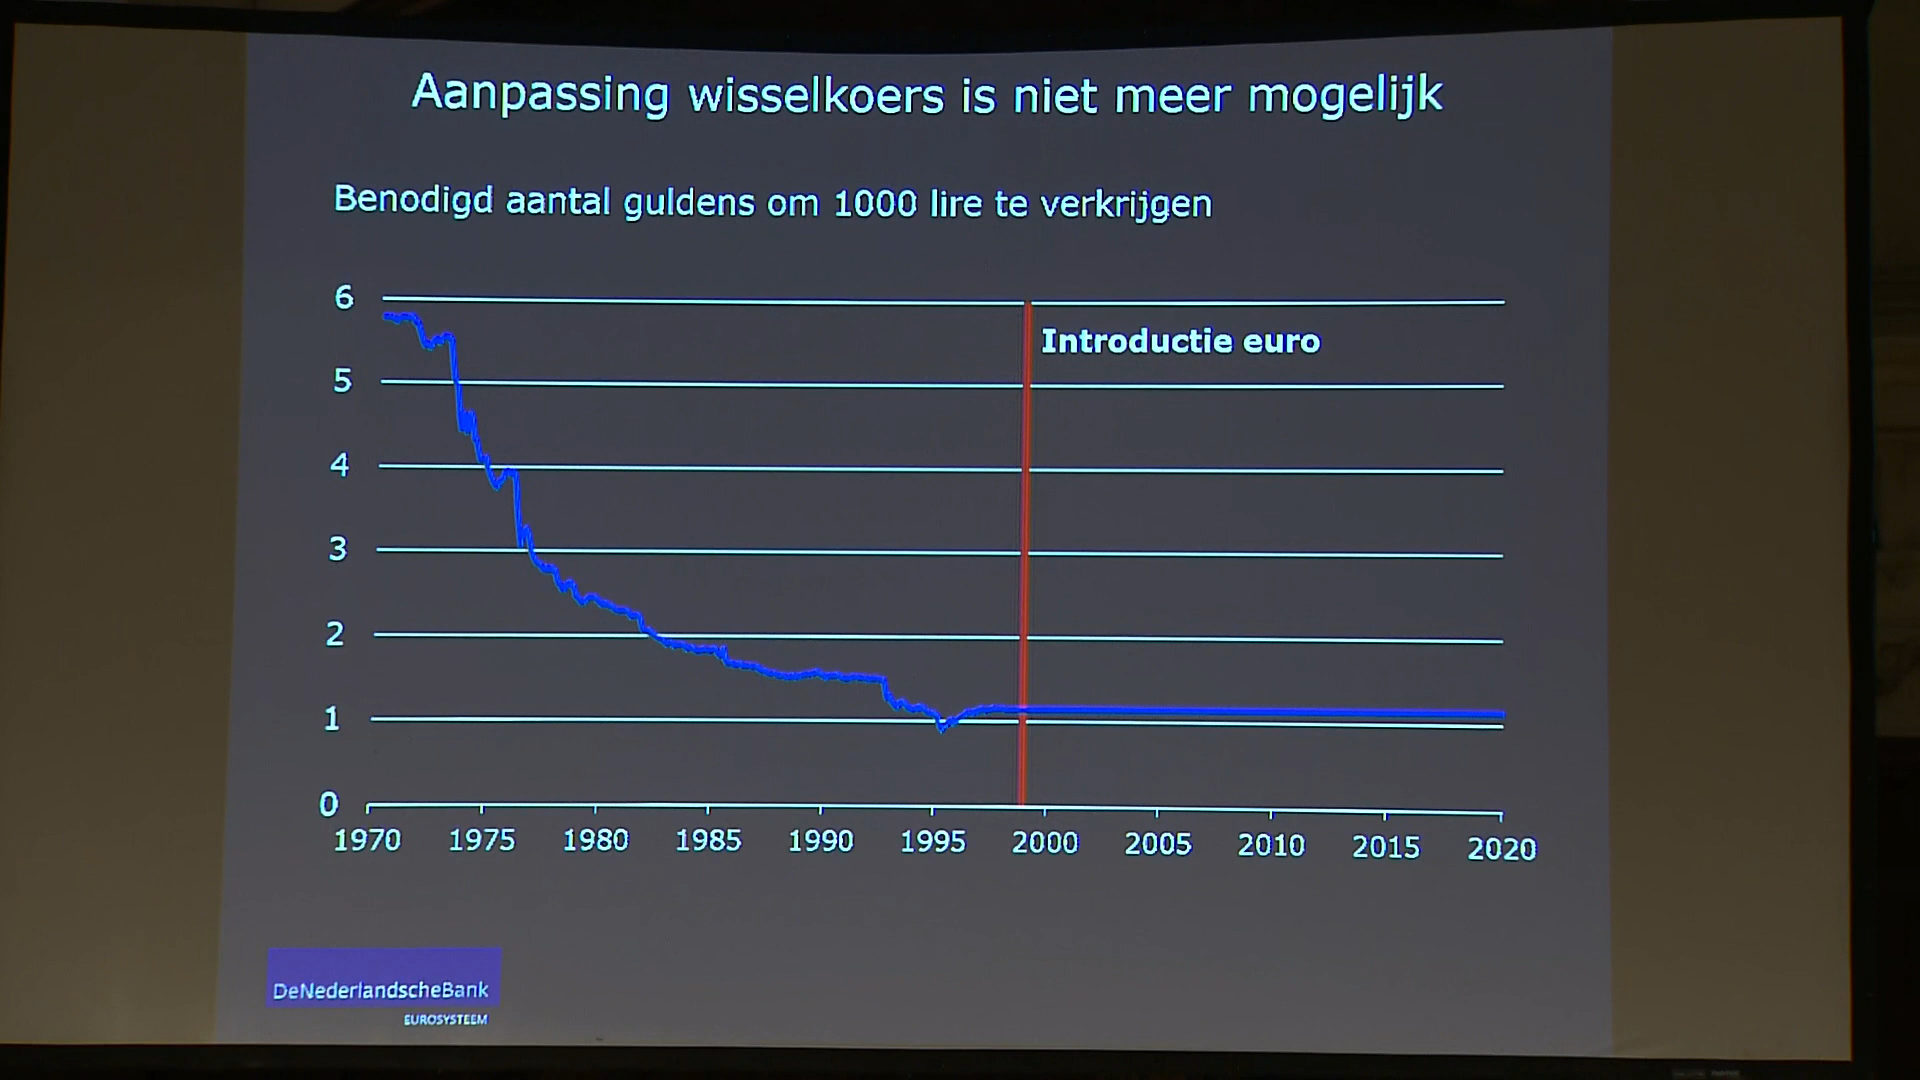 Aanpassing wisselkoers is niet meer mogelijk
Benodigd aantal guldens om 1000 lire te verkrijgen
6
Introductie euro
5
4
3
2
1
0
1970 1975 1980 1985 1990 1995 2000 2005 2010 2015 2020
DeNederlandscheBank
EUROSYSTEEM